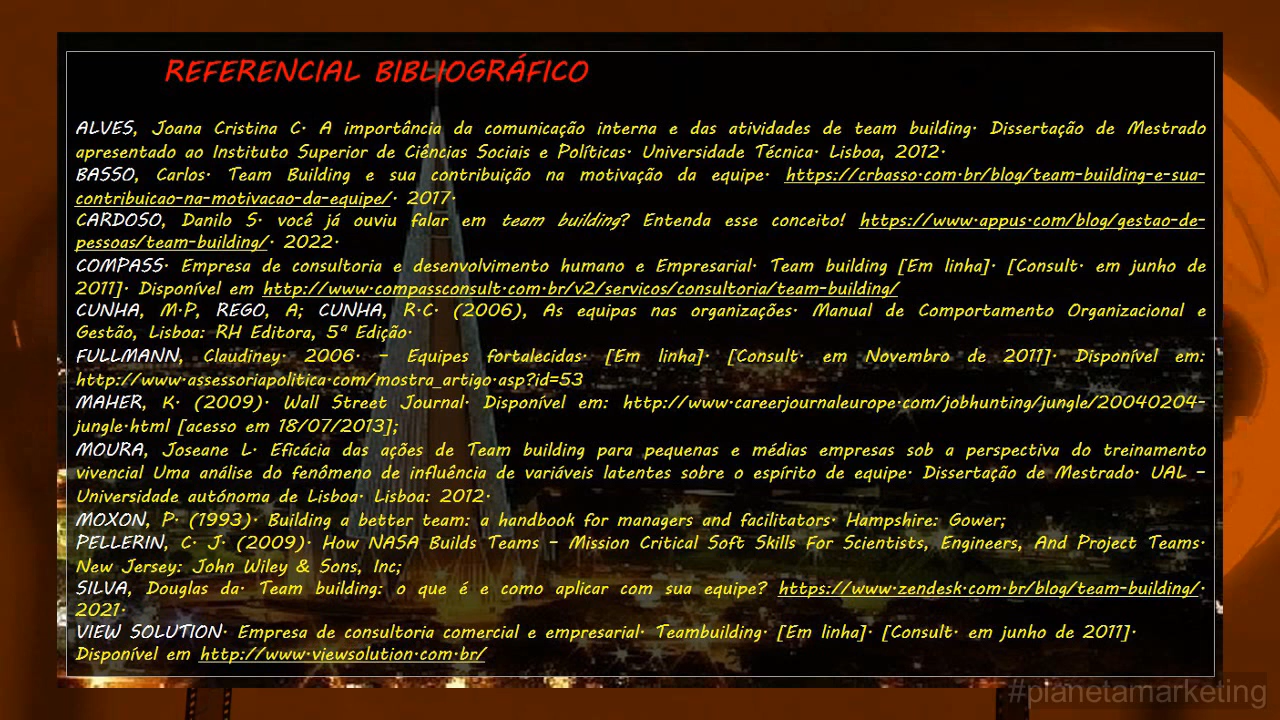 REFERENCIAL BIBLIOGRÁFICO
ALVES, Joana Cristina C. A importância da comunicação interna e das atividades de team building. Dissertação de Mestrado
apresentado ao Instituto Superior de Ciências Sociais e Políticas. Universidade Técnica. Lisboa, 2012.
BASSO, Carlos. Team Building e sua contribuição na motivação da equipe. https://crbasso.com.br/blog/team-building-e-sua-
contribuicao-na-motivacao-da-equipe/. 2017.
CARDOSO, Danilo S. você já ouviu falar em team building? Entenda esse conceito! https://www.appus.com/blog/gestao-de-
pessoas/team-building/. 2022.
COMPASS. Empresa de consultoria e desenvolvimento humano e Empresarial. Team building [Em linha]. [Consult. em junho de
2011]. Disponível em http://www.compassconsult.com.br/v2/servicos/consultoria/team-building/
CUNHA, M.P, REGO, A; CUNHA, R.C. (2006), As equipas nas organizações. Manual de Comportamento Organizacional e
Gestão, Lisboa: RH Editora, 5ª Edição.
FULLMANN, Claudiney. 2006. – Equipes fortalecidas. [Em linha]. [Consult. em Novembro de 2011]. Disponível em:
http://www.assessoriapolitica.com/mostra_artigo.asp?id=53
MAHER, K. (2009). Wall Street Journal. Disponível em: http://www.careerjournaleurope.com/jobhunting/jungle/20040204-
jungle.html [acesso em 18/07/2013];
MOURA, Joseane L. Eficácia das ações de Team building para pequenas e médias empresas sob a perspectiva do treinamento
vivencial Uma análise do fenômeno de influência de variáveis latentes sobre o espírito de equipe. Dissertação de Mestrado. UAL –
Universidade autónoma de Lisboa. Lisboa: 2012.
MOXON, P. (1993). Building a better team: a handbook for managers and facilitators. Hampshire: Gower;
PELLERIN, C. J. (2009). How NASA Builds Teams – Mission Critical Soft Skills For Scientists, Engineers, And Project Teams.
New Jersey: John Wiley & Sons, Inc;
SILVA, Douglas da. Team building: o que é e como aplicar com sua equipe? https://www.zendesk.com.br/blog/team-building/.
2021.
VIEW SOLUTION. Empresa de consultoria comercial e empresarial. Teambuilding. [Em linha]. [Consult. em junho de 2011].
Disponível em http://www.viewsolution.com.br/
#planetamarketing